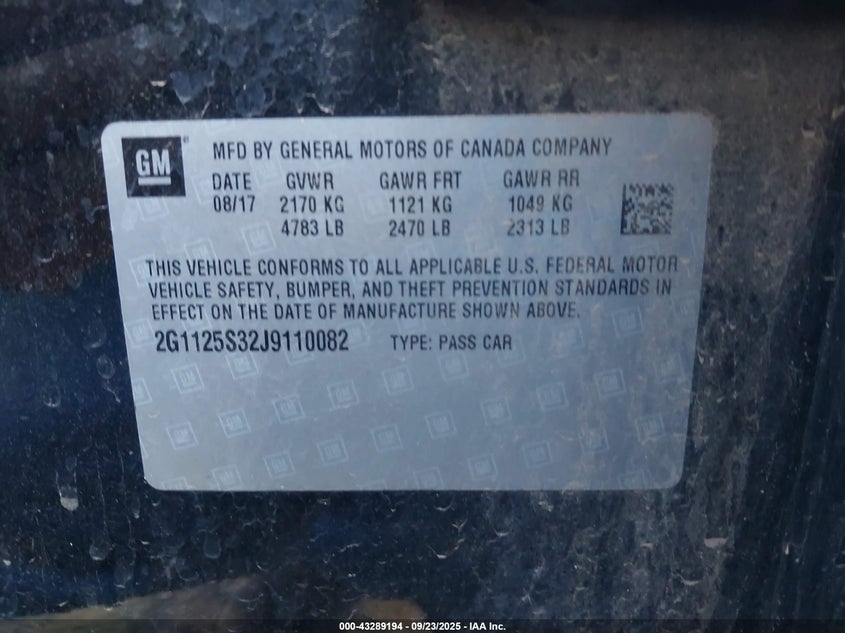 GM ® MFD BY GENERAL MOTORS OF CANADA COMPANY
DATE GVWR GAWR FRT GAWR RR
08/17 2170 KG 1121 KG 1049 KG
4783 LB 2470 LB 2313 LB
THIS VEHICLE CONFORMS TO ALL APPLICABLE U.S. FEDERAL MOTOR
VEHICLE SAFETY, BUMPER, AND THEFT PREVENTION STANDARDS IN
EFFECT ON THE DATE OF MANUFACTURE SHOWN ABOVE.
2G1125S32J9110082 TYPE: PASS CAR
000-43289194 - 09/23/2025 - IAA Inc.